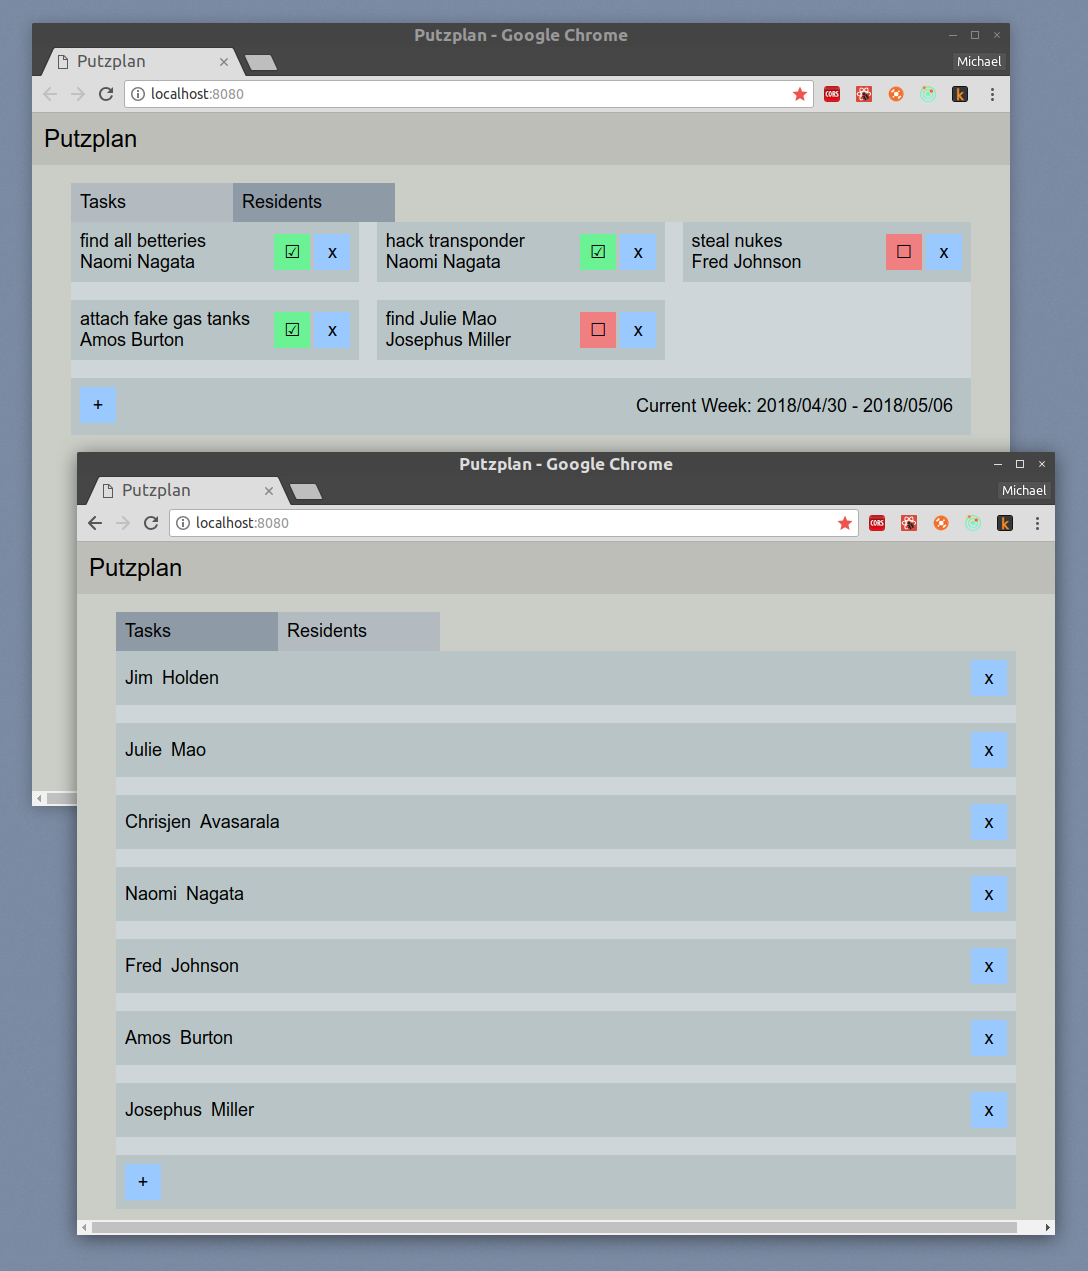 Putzplan - Google Chrome
Putzplan
Michael
localhost:8080
CORS
k
Putzplan
Tasks Residents
find all betteries
Naomi Nagata
☑ x
hack transponder
Naomi Nagata
☑ x
steal nukes
Fred Johnson
☐ x
attach fake gas tanks
Amos Burton
☑ x
find Julie Mao
Josephus Miller
☐ x
+ Current Week: 2018/04/30 - 2018/05/06
Putzplan - Google Chrome
Putzplan
Michael
localhost:8080
CORS
k
Putzplan
Tasks Residents
Jim Holden x
Julie Mao x
Chrisjen Avasarala x
Naomi Nagata x
Fred Johnson x
Amos Burton x
Josephus Miller x
+